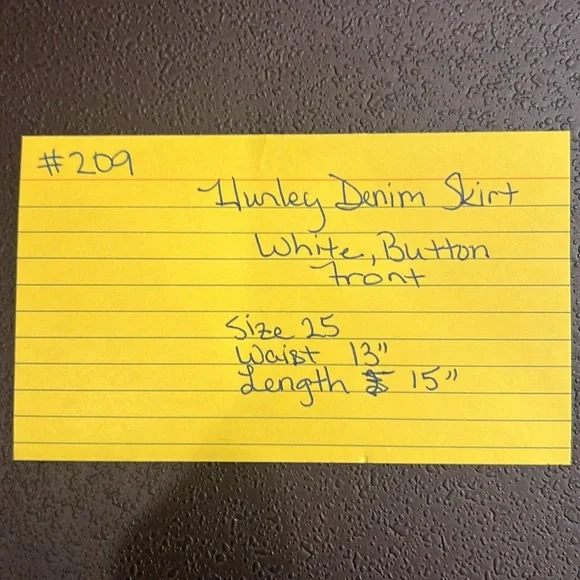 #209
Hurley Denim Skirt
White, Button
Front
Size 25
Waist 13"
Length 15"